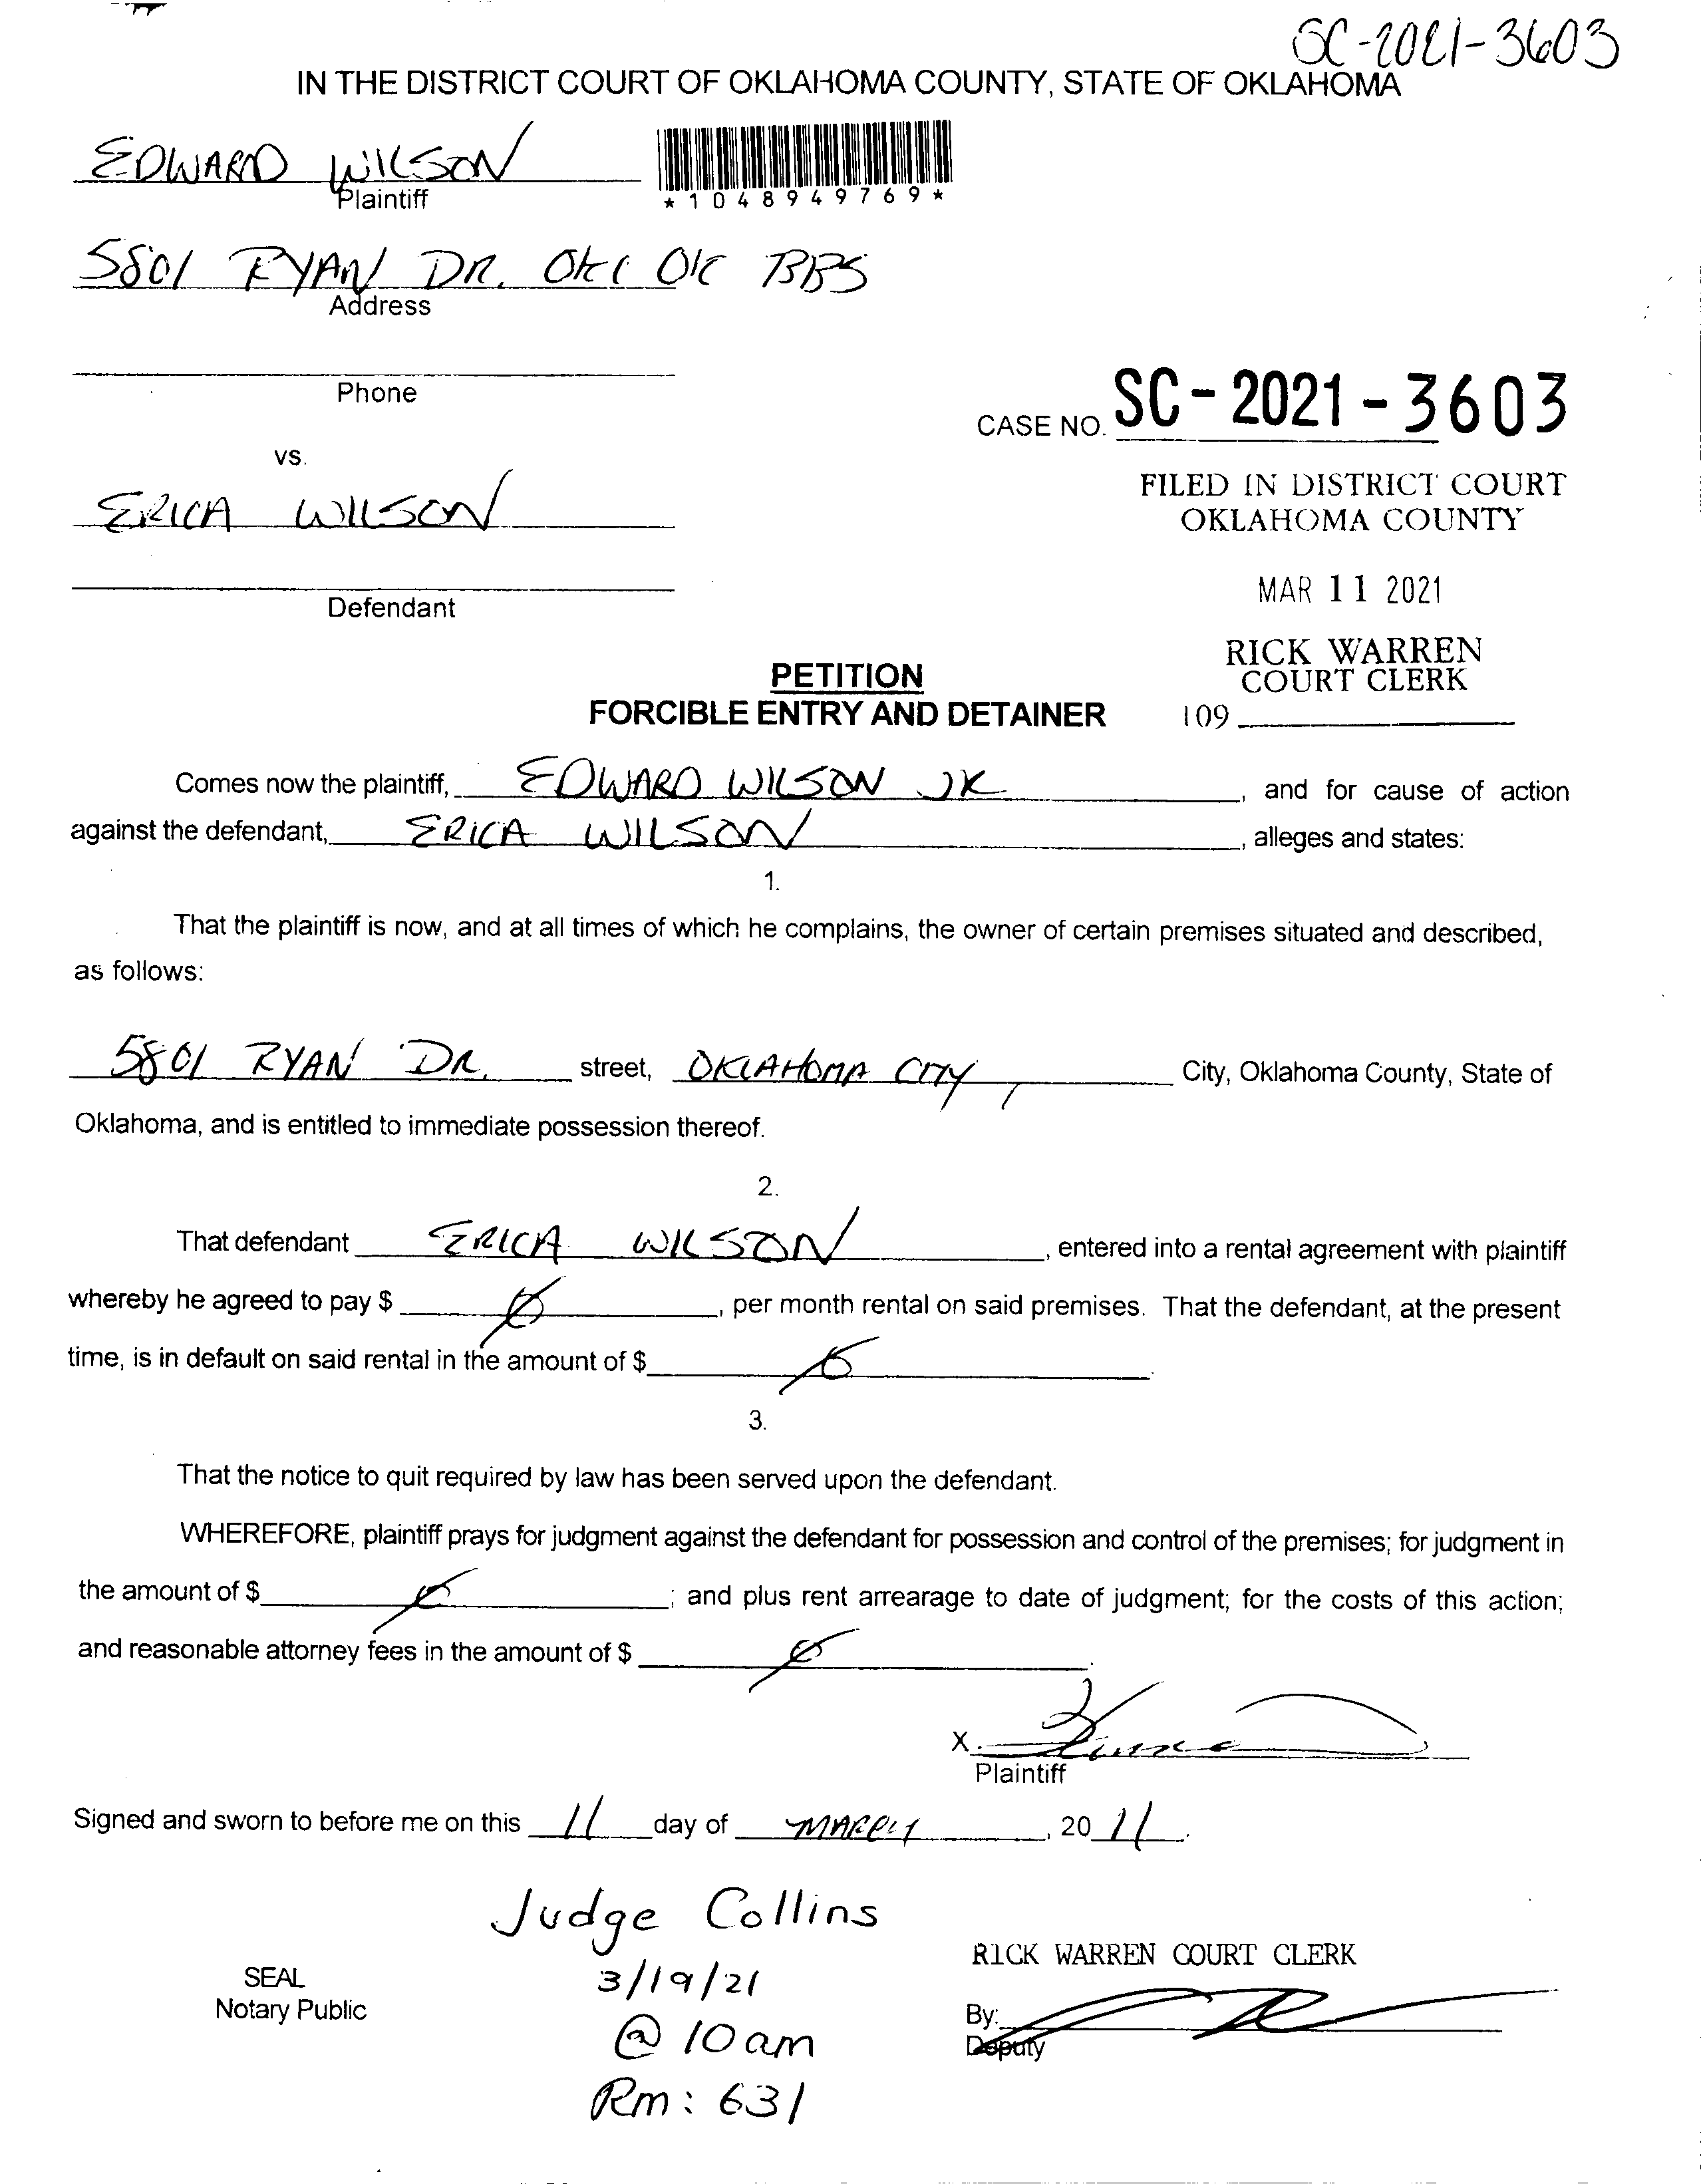 SC-2021-3603
IN THE DISTRICT COURT OF OKLAHOMA COUNTY, STATE OF OKLAHOMA
EDWARD WILSON
Plaintiff
*1048949769*
5801 RYAN DR. OKC OK
Address
Phone
CASE NO. SC-2021-3603
vs.
ERICA WILSON
FILED IN DISTRICT COURT
OKLAHOMA COUNTY
MAR 11 2021
Defendant
RICK WARREN
COURT CLERK
109
PETITION
FORCIBLE ENTRY AND DETAINER
Comes now the plaintiff, EDWARD WILSON JR, and for cause of action
against the defendant, ERICA WILSON, alleges and states:
1.
That the plaintiff is now, and at all times of which he complains, the owner of certain premises situated and described,
as follows:
5801 RYAN DR. street, OKLAHOMA CITY, City, Oklahoma County, State of
Oklahoma, and is entitled to immediate possession thereof.
2.
That defendant ERICA WILSON, entered into a rental agreement with plaintiff
whereby he agreed to pay $ Ø, per month rental on said premises. That the defendant, at the present
time, is in default on said rental in the amount of $ Ø.
3.
That the notice to quit required by law has been served upon the defendant.
WHEREFORE, plaintiff prays for judgment against the defendant for possession and control of the premises; for judgment in
the amount of $ Ø; and plus rent arrearage to date of judgment; for the costs of this action;
and reasonable attorney fees in the amount of $ Ø.
X
Plaintiff
Signed and sworn to before me on this 11 day of MARCH, 20 11.
Judge Collins
3/19/21
@ 10am
Rm: 631
SEAL
Notary Public
RICK WARREN COURT CLERK
By:
Deputy